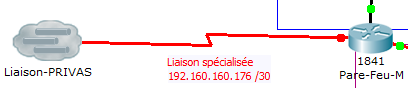 Liaison-PRIVAS
Liaison spécialisée
192.160.160.176 /30
1841
Pare-Feu-M